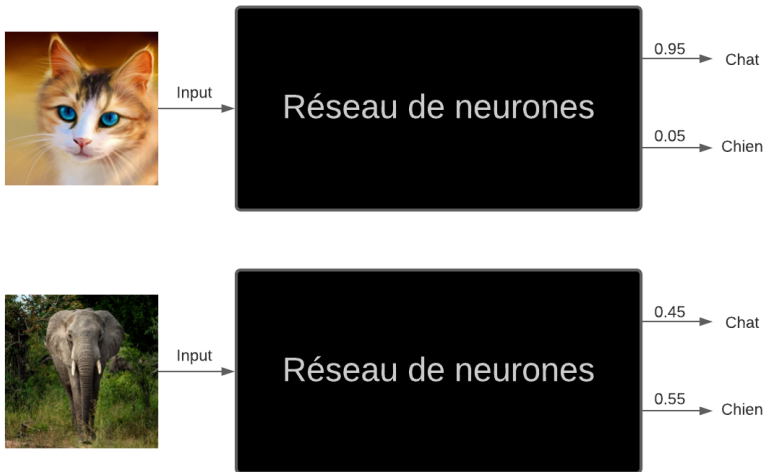 0.95
Chat
Input
Réseau de neurones
0.05
Chien
0.45
Chat
Input
Réseau de neurones
0.55
Chien